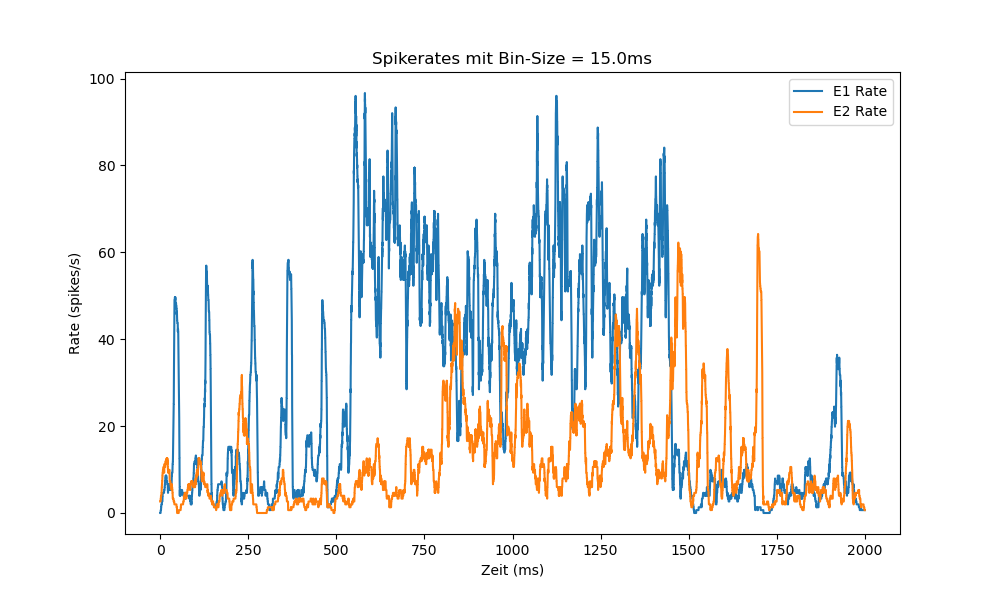 Spikerates mit Bin-Size = 15.0ms
E1 Rate
E2 Rate
Rate (spikes/s)
100
80
60
40
20
0
0 250 500 750 1000 1250 1500 1750 2000
Zeit (ms)